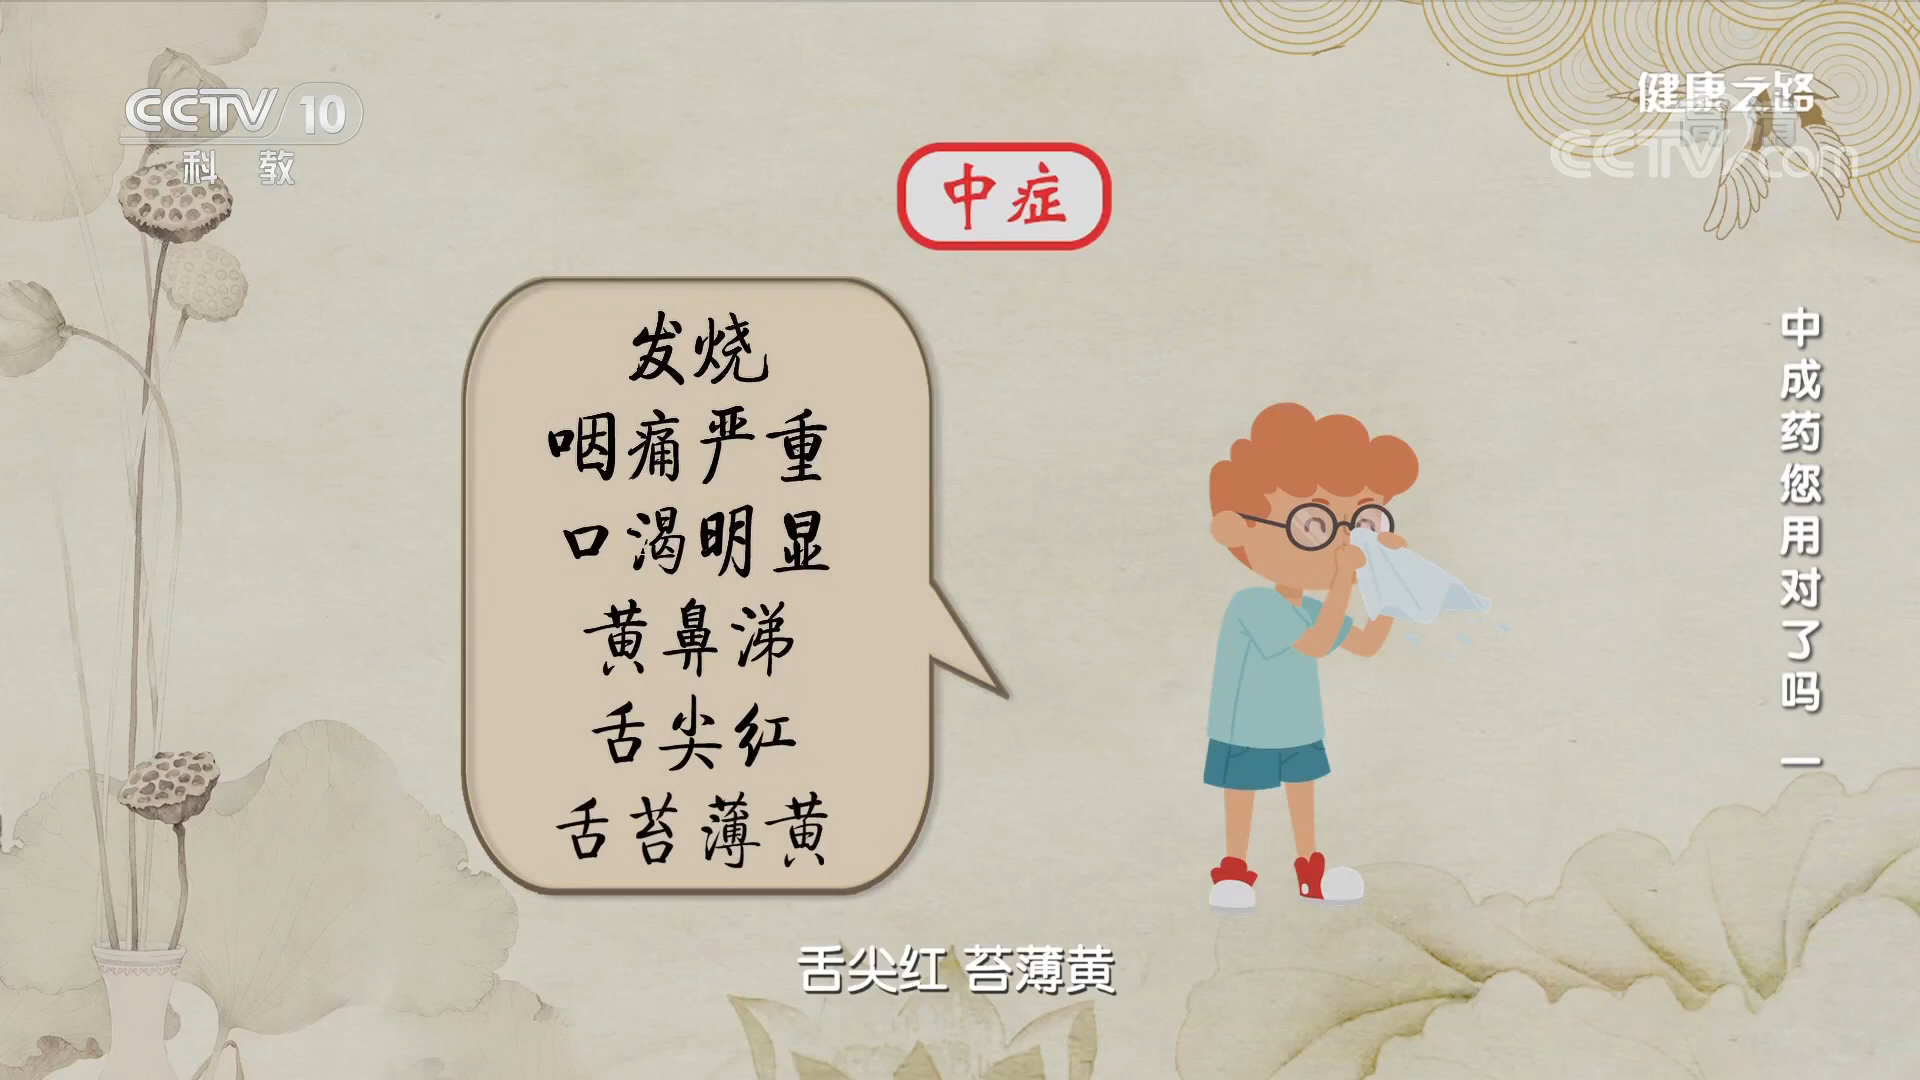 CCTV 10
科教
健康之路
高清
CCTV.com
中症
发烧
咽痛严重
口渴明显
黄鼻涕
舌尖红
舌苔薄黄
中成药您用对了吗 一
舌尖红 苔薄黄